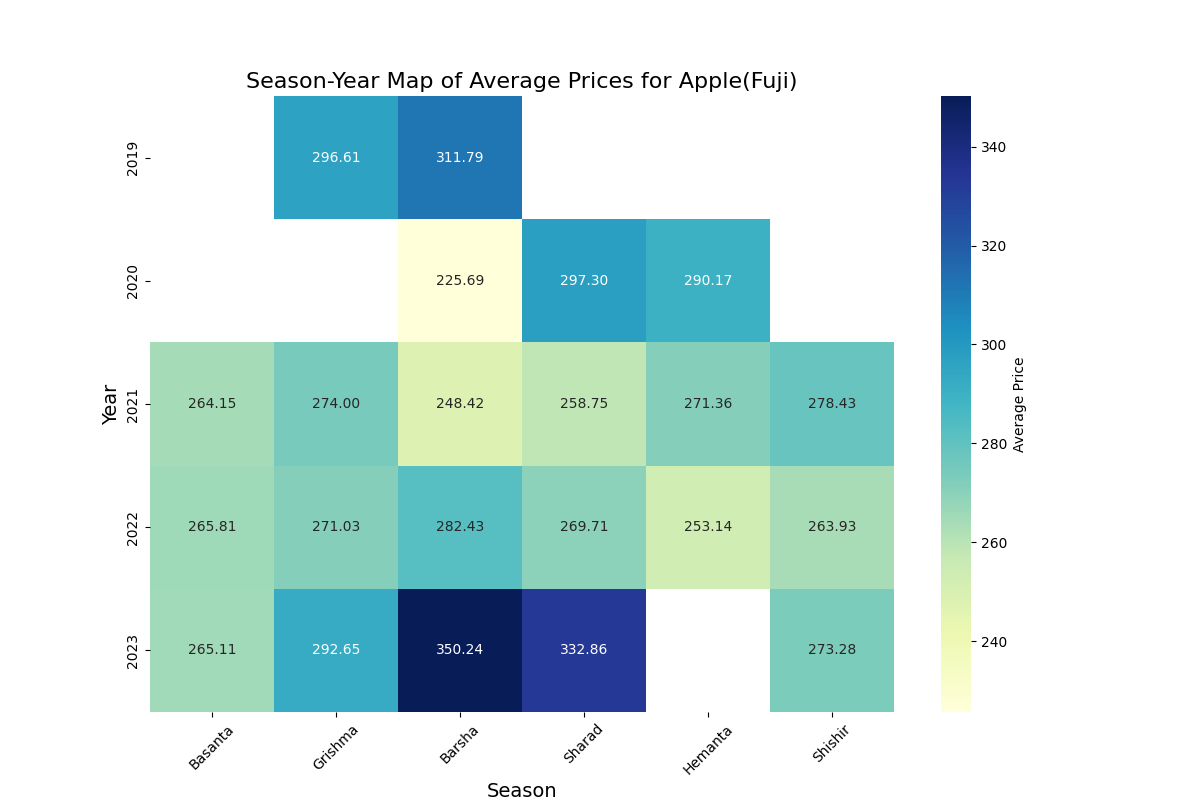 Season-Year Map of Average Prices for Apple(Fuji)
2019
296.61 311.79
2020
225.69 297.30 290.17
2021
264.15 274.00 248.42 258.75 271.36 278.43
2022
265.81 271.03 282.43 269.71 253.14 263.93
2023
265.11 292.65 350.24 332.86 273.28
Year
Basanta Grishma Barsha Sharad Hemanta Shishir
Season
340
320
300
280
260
240
Average Price